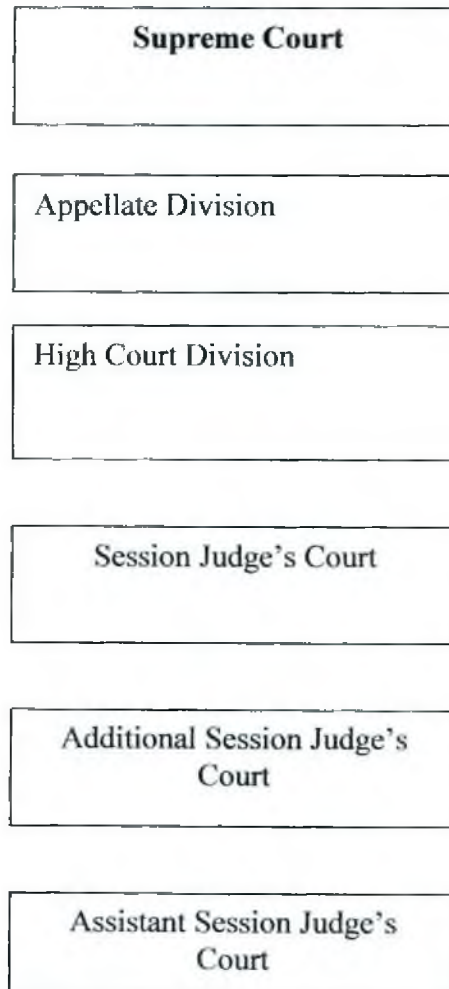 Supreme Court
Appellate Division
High Court Division
Session Judge’s Court
Additional Session Judge’s
Court
Assistant Session Judge’s
Court